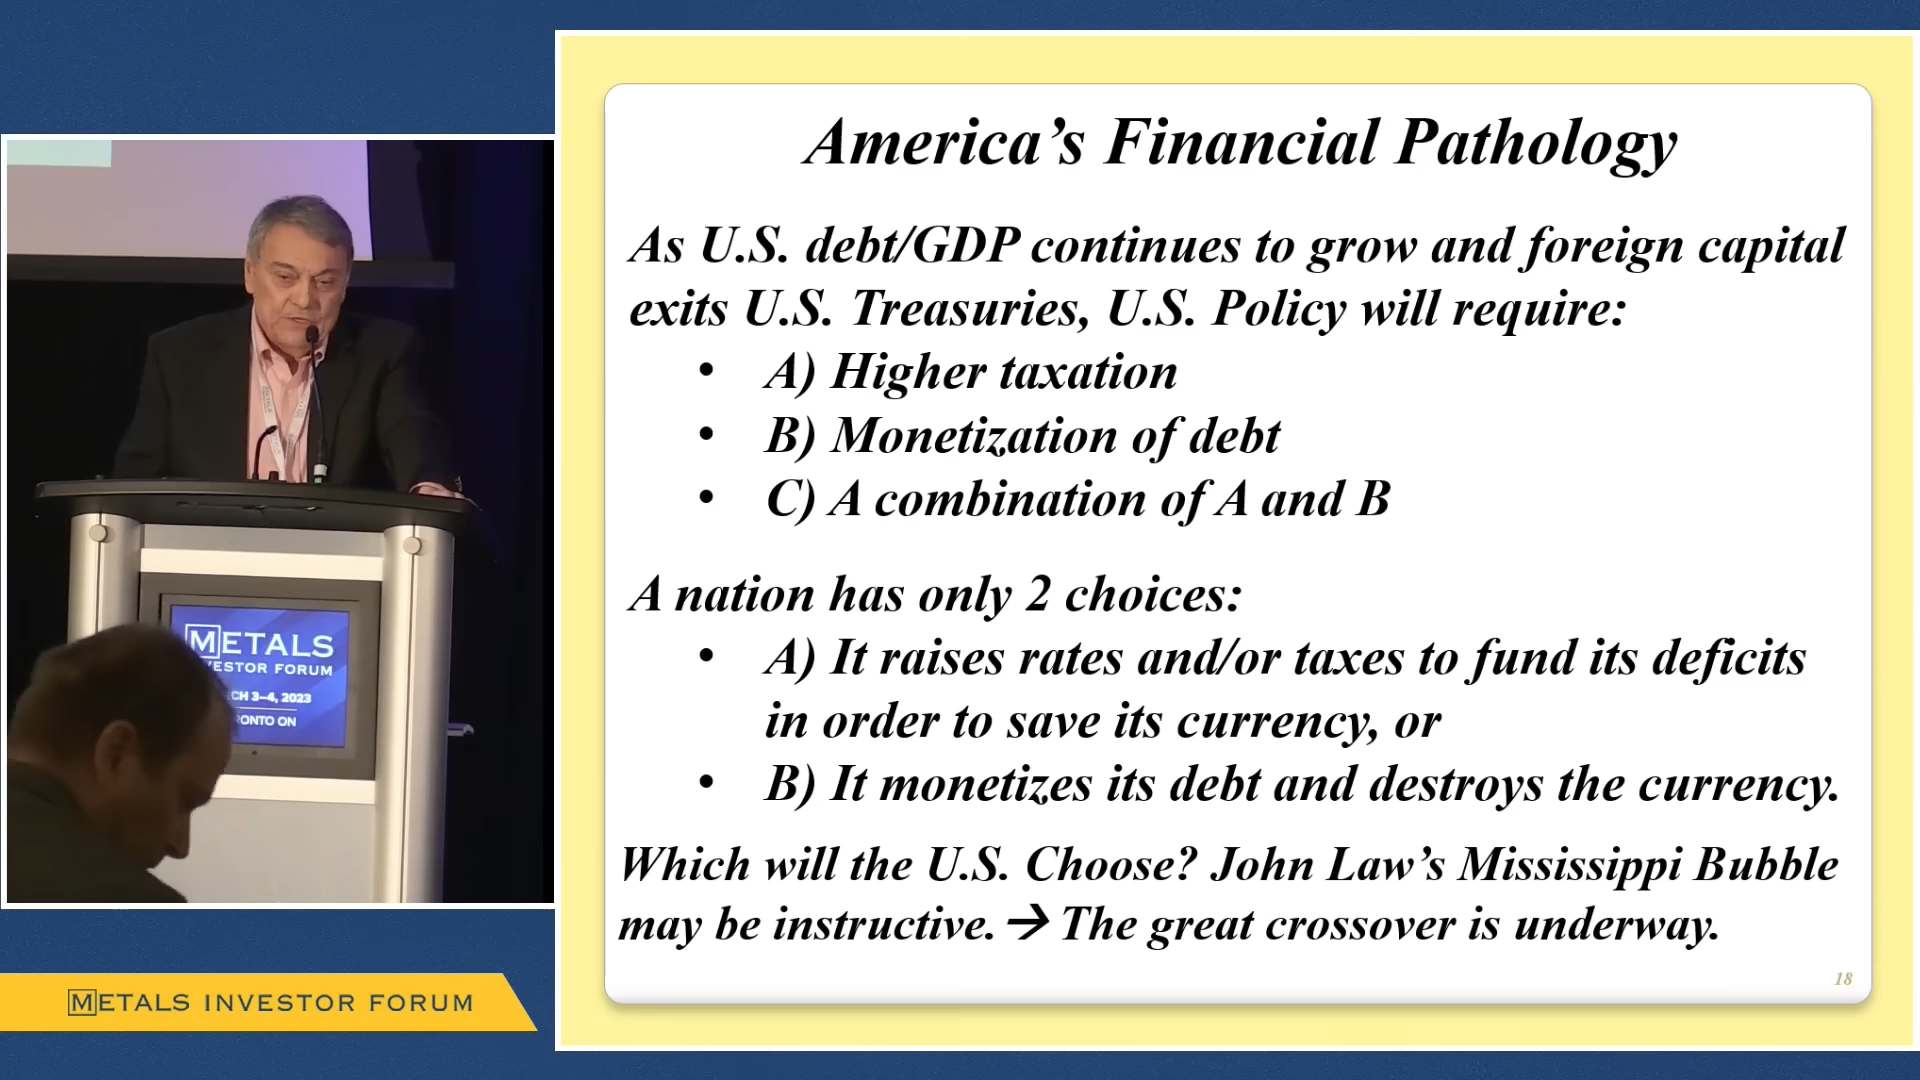 America’s Financial Pathology
As U.S. debt/GDP continues to grow and foreign capital
exits U.S. Treasuries, U.S. Policy will require:
• A) Higher taxation
• B) Monetization of debt
• C) A combination of A and B
A nation has only 2 choices:
• A) It raises rates and/or taxes to fund its deficits
in order to save its currency, or
• B) It monetizes its debt and destroys the currency.
Which will the U.S. Choose? John Law’s Mississippi Bubble
may be instructive. → The great crossover is underway.
18
METALS
VESTOR FORUM
CH 3–4, 2023
RONTO ON
METALS INVESTOR FORUM